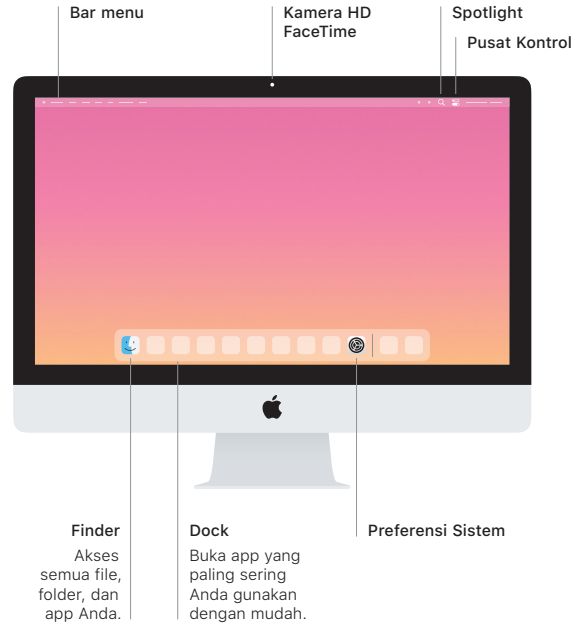 Bar menu
Kamera HD
FaceTime
Spotlight
Pusat Kontrol
Finder
Akses
semua file,
folder, dan
app Anda.
Dock
Buka app yang
paling sering
Anda gunakan
dengan mudah.
Preferensi Sistem